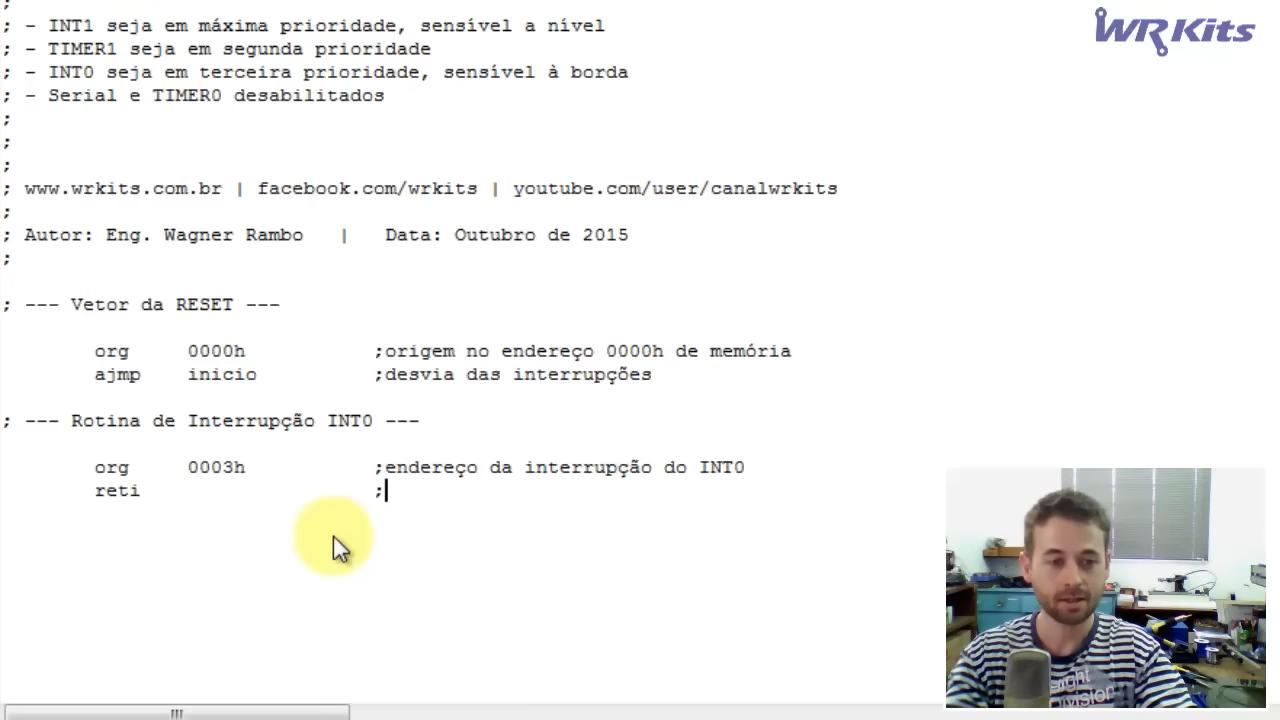 ;
; - INT1 seja em máxima prioridade, sensível a nível
; - TIMER1 seja em segunda prioridade
; - INT0 seja em terceira prioridade, sensível à borda
; - Serial e TIMER0 desabilitados
;
;
;
; www.wrkits.com.br | facebook.com/wrkits | youtube.com/user/canalwrkits
;
; Autor: Eng. Wagner Rambo | Data: Outubro de 2015
;
; --- Vetor da RESET ---
org 0000h ;origem no endereço 0000h de memória
ajmp inicio ;desvia das interrupções
; --- Rotina de Interrupção INT0 ---
org 0003h ;endereço da interrupção do INT0
reti ;
WR Kits